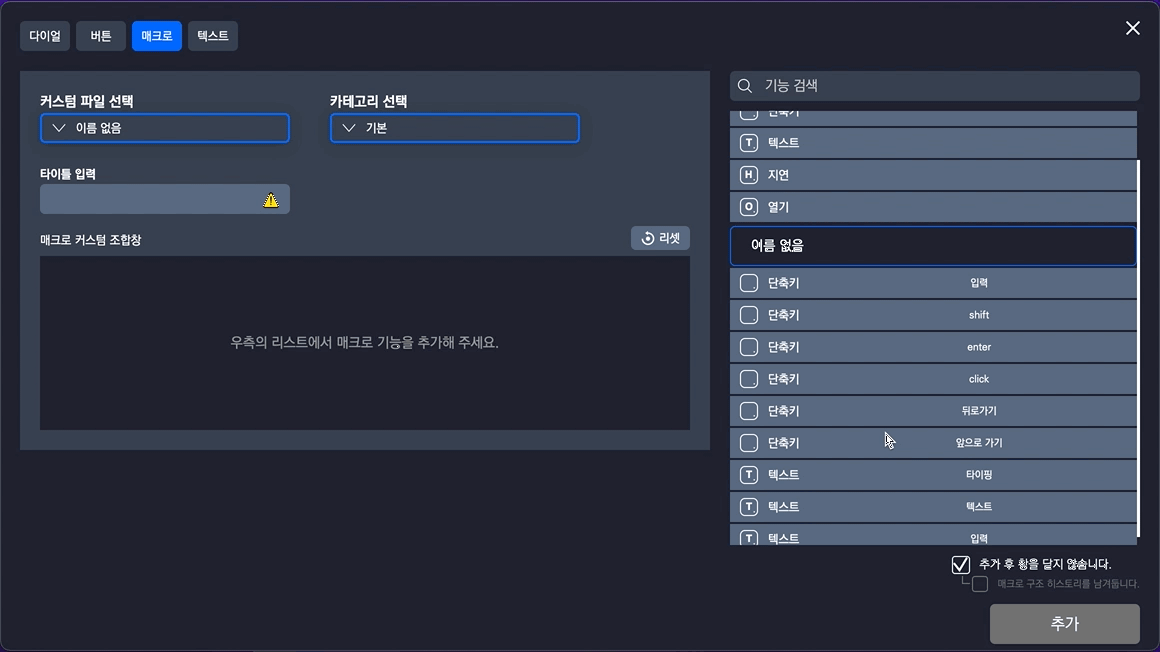 다이얼
버튼
매크로
텍스트
커스텀 파일 선택
이름 없음
카테고리 선택
기본
타이틀 입력
매크로 커스텀 조합창
리셋
우측의 리스트에서 매크로 기능을 추가해 주세요.
기능 검색
단축키
T 텍스트
H 지연
O 열기
이름 없음
단축키 입력
단축키 shift
단축키 enter
단축키 click
단축키 뒤로가기
단축키 앞으로 가기
T 텍스트 타이핑
T 텍스트 텍스트
T 텍스트 입력
추가 후 창을 닫지 않습니다.
매크로 구조 히스토리를 남겨둡니다.
추가